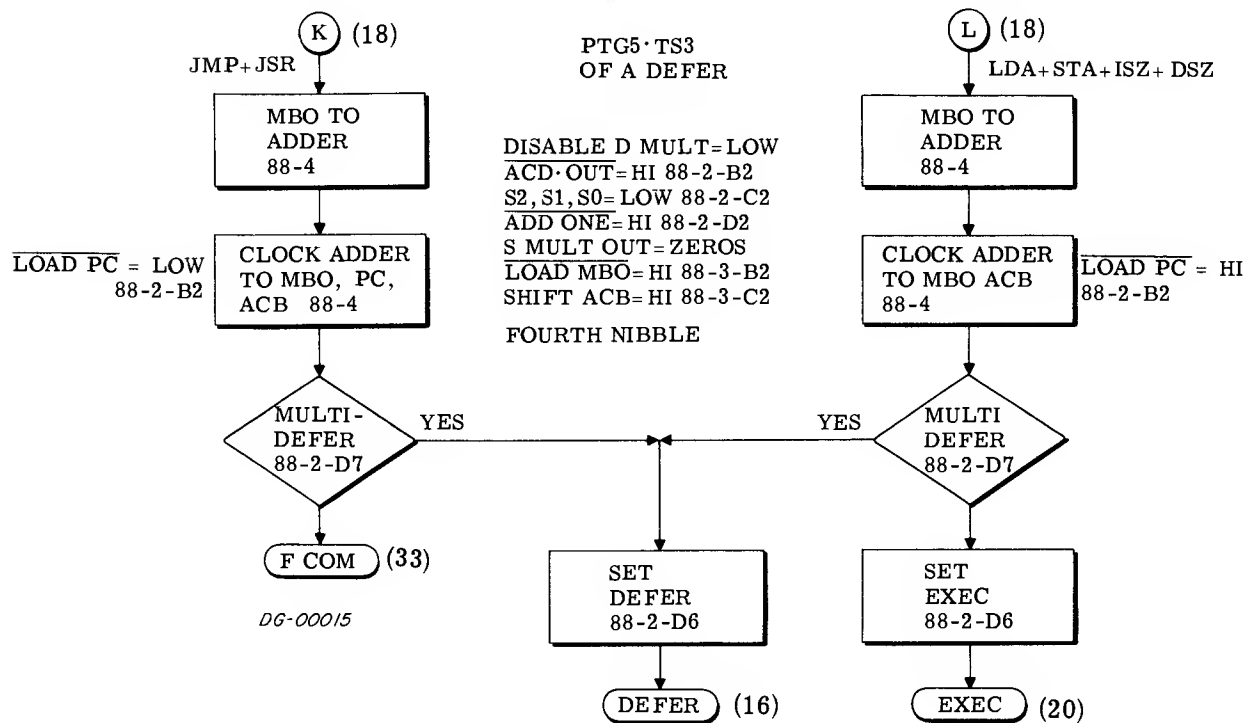 K (18)
JMP+JSR
MBO TO
ADDER
88-4
LOAD PC = LOW
88-2-B2
CLOCK ADDER
TO MBO, PC,
ACB 88-4
MULTI-
DEFER
88-2-D7
YES
F COM (33)
DG-00015
PTG5·TS3
OF A DEFER
DISABLE D MULT=LOW
ACD·OUT=HI 88-2-B2
S2, S1, S0=LOW 88-2-C2
ADD ONE=HI 88-2-D2
S MULT OUT=ZEROS
LOAD MBO=HI 88-3-B2
SHIFT ACB=HI 88-3-C2
FOURTH NIBBLE
L (18)
LDA+STA+ISZ+DSZ
MBO TO
ADDER
88-4
CLOCK ADDER
TO MBO ACB
88-4
LOAD PC = HI
88-2-B2
YES
MULTI
DEFER
88-2-D7
SET
DEFER
88-2-D6
DEFER (16)
SET
EXEC
88-2-D6
EXEC (20)